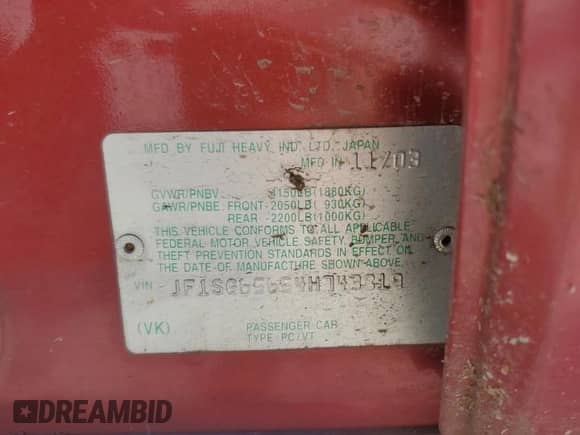 MFD BY FUJI HEAVY IND LTD. JAPAN
MFD IN 11/03
GVWR/PNBV 4150LB(1880KG)
GAWR/PNBE FRONT-2050LB( 930KG)
REAR -2200LB(1000KG)
THIS VEHICLE CONFORMS TO ALL APPLICABLE
FEDERAL MOTOR VEHICLE SAFETY, BUMPER, AND
THEFT PREVENTION STANDARDS IN EFFECT ON
THE DATE OF MANUFACTURE SHOWN ABOVE.
VIN
(VK)
PASSENGER CAR
TYPE PC/VT
DREAMBID